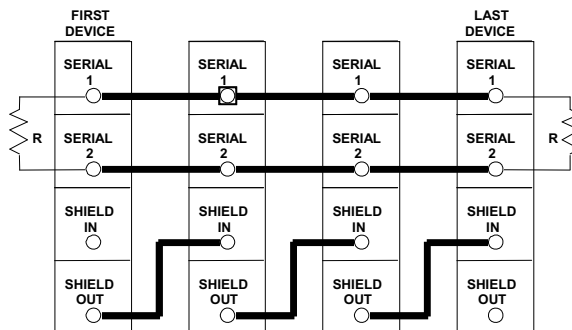 FIRST
DEVICE
LAST
DEVICE
SERIAL
1
SERIAL
1
SERIAL
1
SERIAL
1
R
SERIAL
2
SERIAL
2
SERIAL
2
SERIAL
2
R
SHIELD
IN
SHIELD
IN
SHIELD
IN
SHIELD
IN
SHIELD
OUT
SHIELD
OUT
SHIELD
OUT
SHIELD
OUT